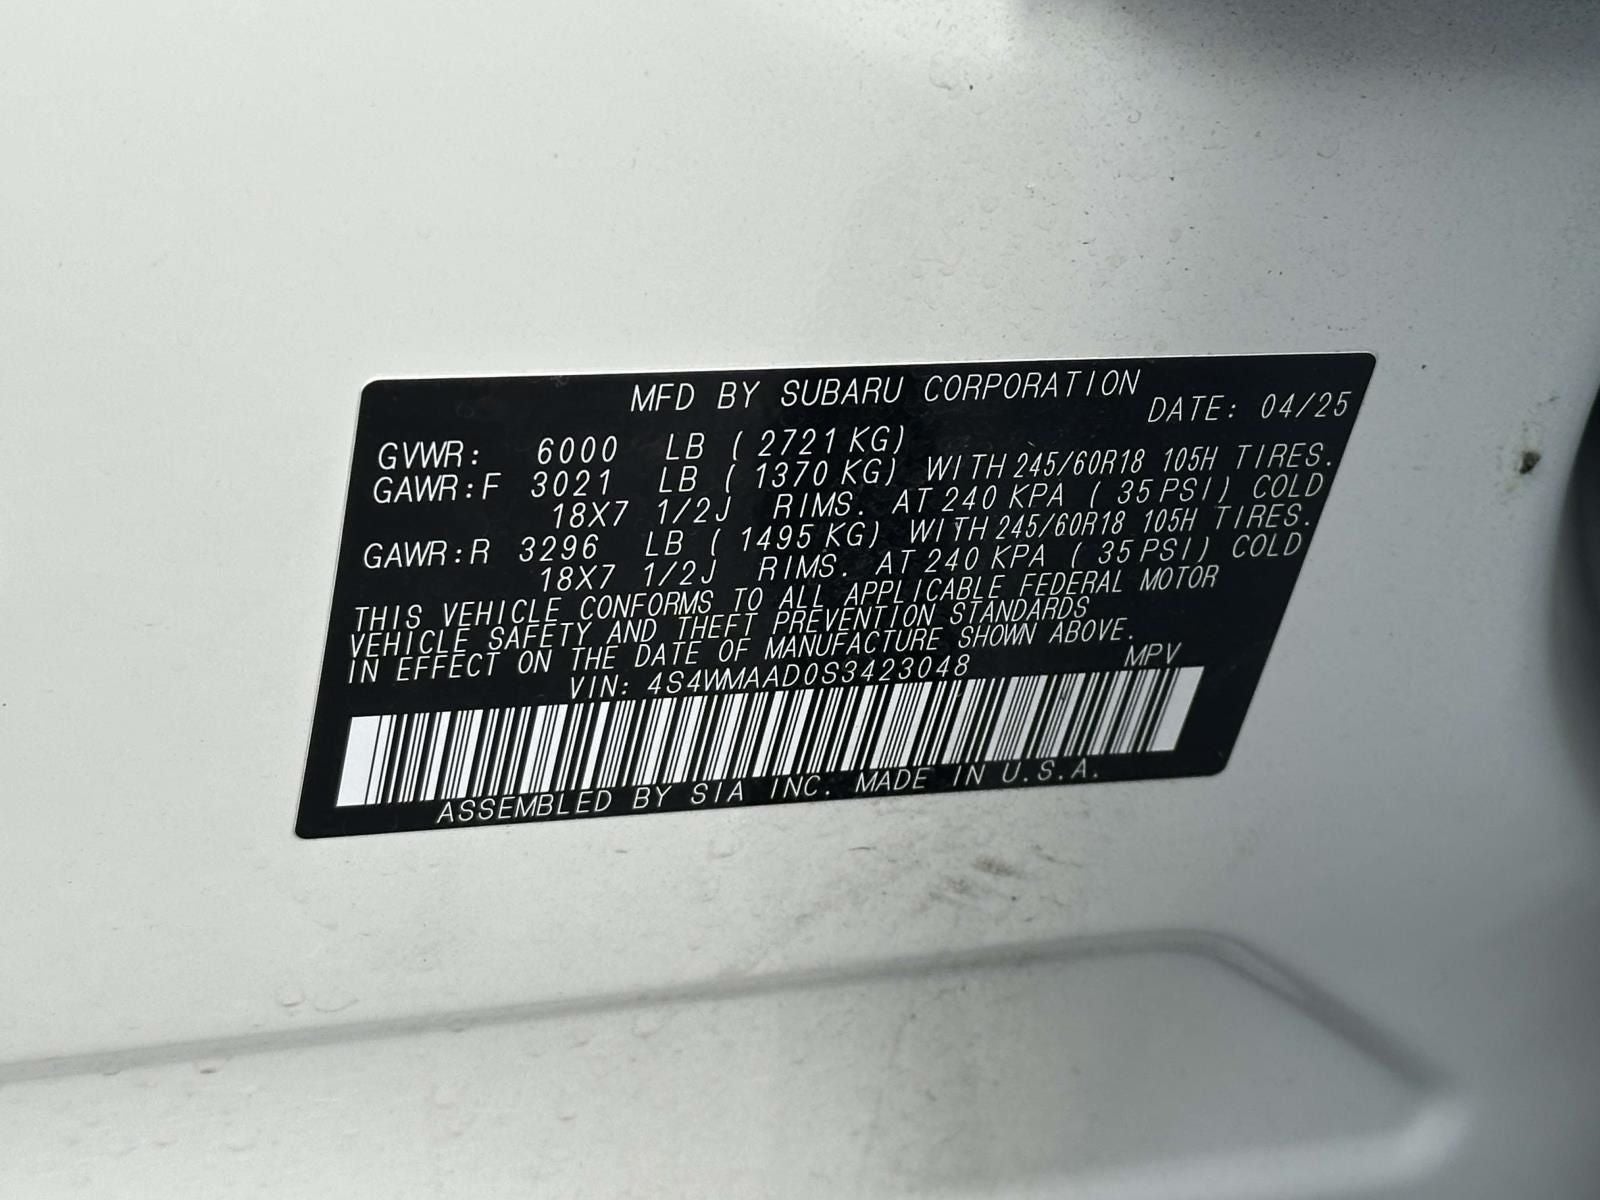 MFD BY SUBARU CORPORATION
DATE: 04/25
GVWR: 6000 LB ( 2721 KG)
GAWR:F 3021 LB ( 1370 KG) WITH 245/60R18 105H TIRES.
18X7 1/2J RIMS. AT 240 KPA ( 35 PSI) COLD
GAWR:R 3296 LB ( 1495 KG) WITH 245/60R18 105H TIRES.
18X7 1/2J RIMS. AT 240 KPA ( 35 PSI) COLD
THIS VEHICLE CONFORMS TO ALL APPLICABLE FEDERAL MOTOR
VEHICLE SAFETY AND THEFT PREVENTION STANDARDS
IN EFFECT ON THE DATE OF MANUFACTURE SHOWN ABOVE.
VIN: 4S4WMAAD0S3423048 MPV
ASSEMBLED BY SIA INC. MADE IN U.S.A.